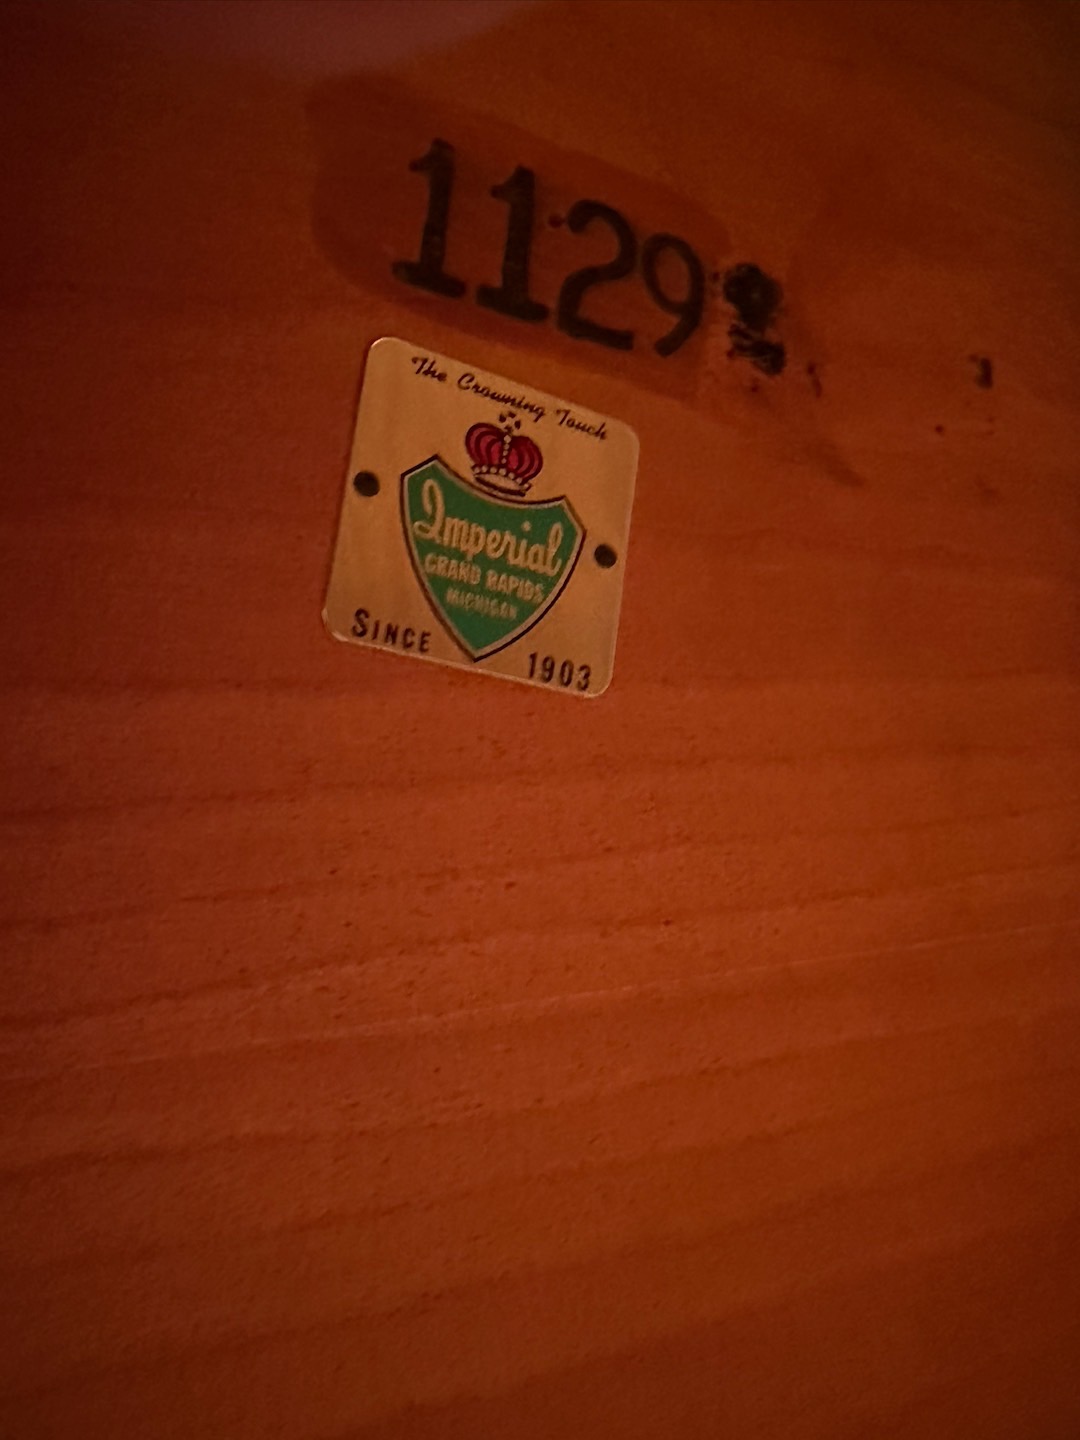 1129
The Crowning Touch
Imperial
GRAND RAPIDS
MICHIGAN
SINCE 1903